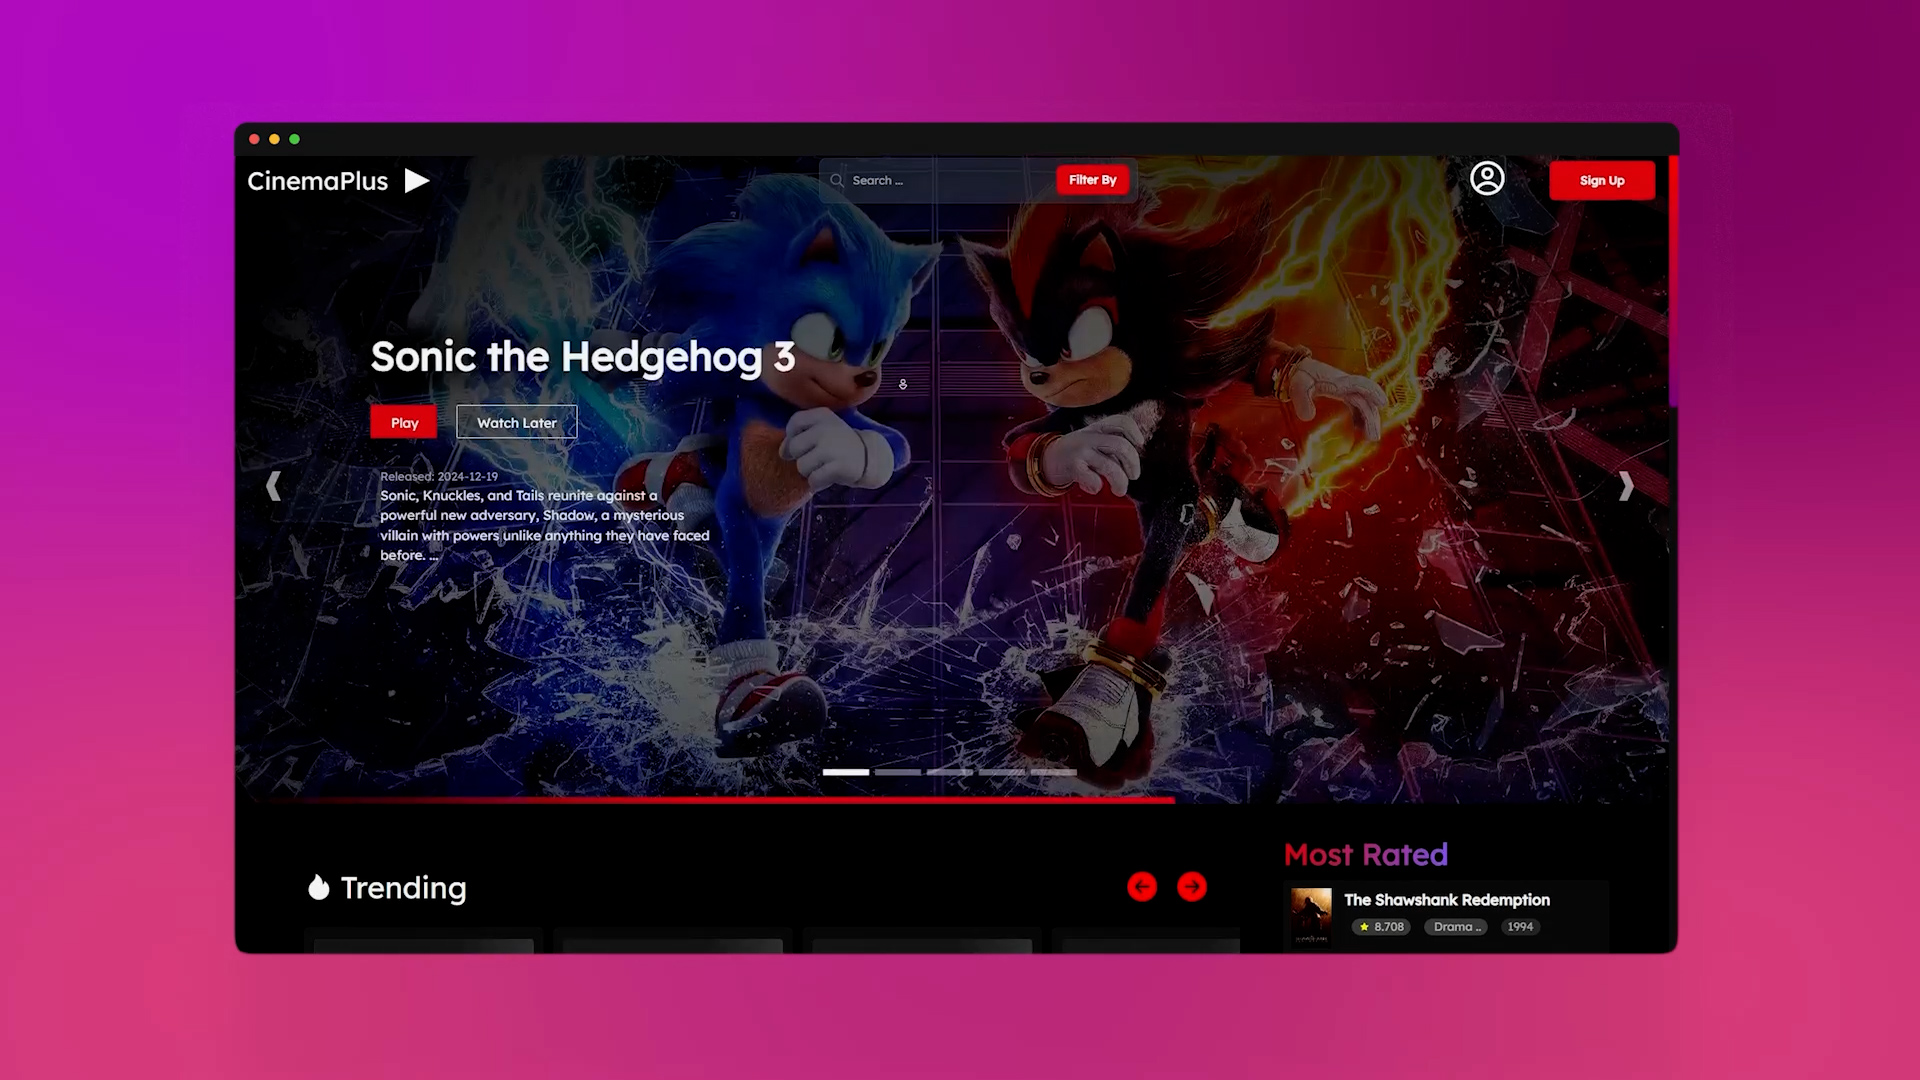 CinemaPlus
Search ...
Filter By
Sign Up
Sonic the Hedgehog 3
Play
Watch Later
Released: 2024-12-19
Sonic, Knuckles, and Tails reunite against a
powerful new adversary, Shadow, a mysterious
villain with powers unlike anything they have faced
before. ...
Trending
Most Rated
The Shawshank Redemption
8.708
Drama ..
1994